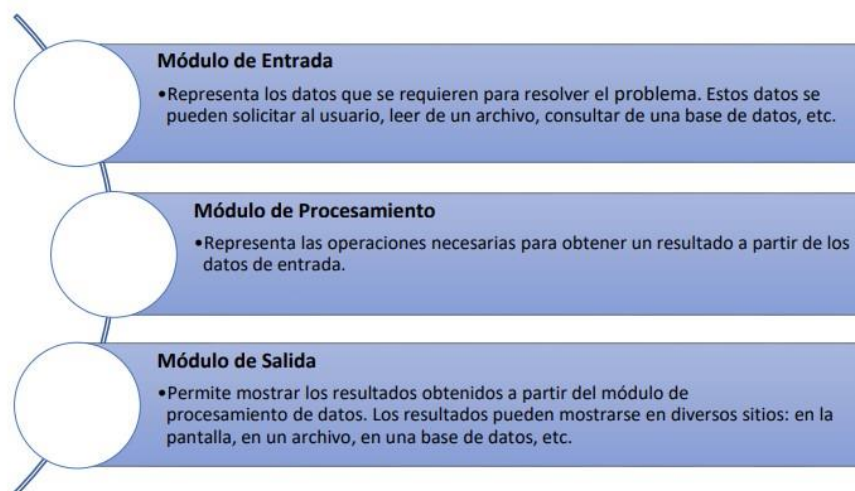 Módulo de Entrada
•Representa los datos que se requieren para resolver el problema. Estos datos se
pueden solicitar al usuario, leer de un archivo, consultar de una base de datos, etc.
Módulo de Procesamiento
•Representa las operaciones necesarias para obtener un resultado a partir de los
datos de entrada.
Módulo de Salida
•Permite mostrar los resultados obtenidos a partir del módulo de
procesamiento de datos. Los resultados pueden mostrarse en diversos sitios: en la
pantalla, en un archivo, en una base de datos, etc.